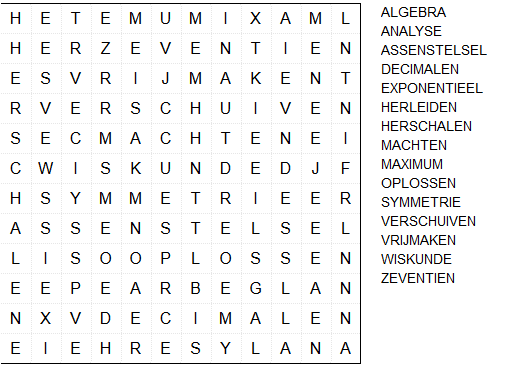 H E T E M U M I X A M L
H E R Z E V E N T I E N
E S V R I J M A K E N T
R V E R S C H U I V E N
S E C M A C H T E N E I
C W I S K U N D E D J F
H S Y M M E T R I E E R
A S S E N S T E L S E L
L I S O O P L O S S E N
E E P E A R B E G L A N
N X V D E C I M A L E N
E I E H R E S Y L A N A
ALGEBRA
ANALYSE
ASSENSTELSEL
DECIMALEN
EXPONENTIEEL
HERLEIDEN
HERSCHALEN
MACHTEN
MAXIMUM
OPLOSSEN
SYMMETRIE
VERSCHUIVEN
VRIJMAKEN
WISKUNDE
ZEVENTIEN